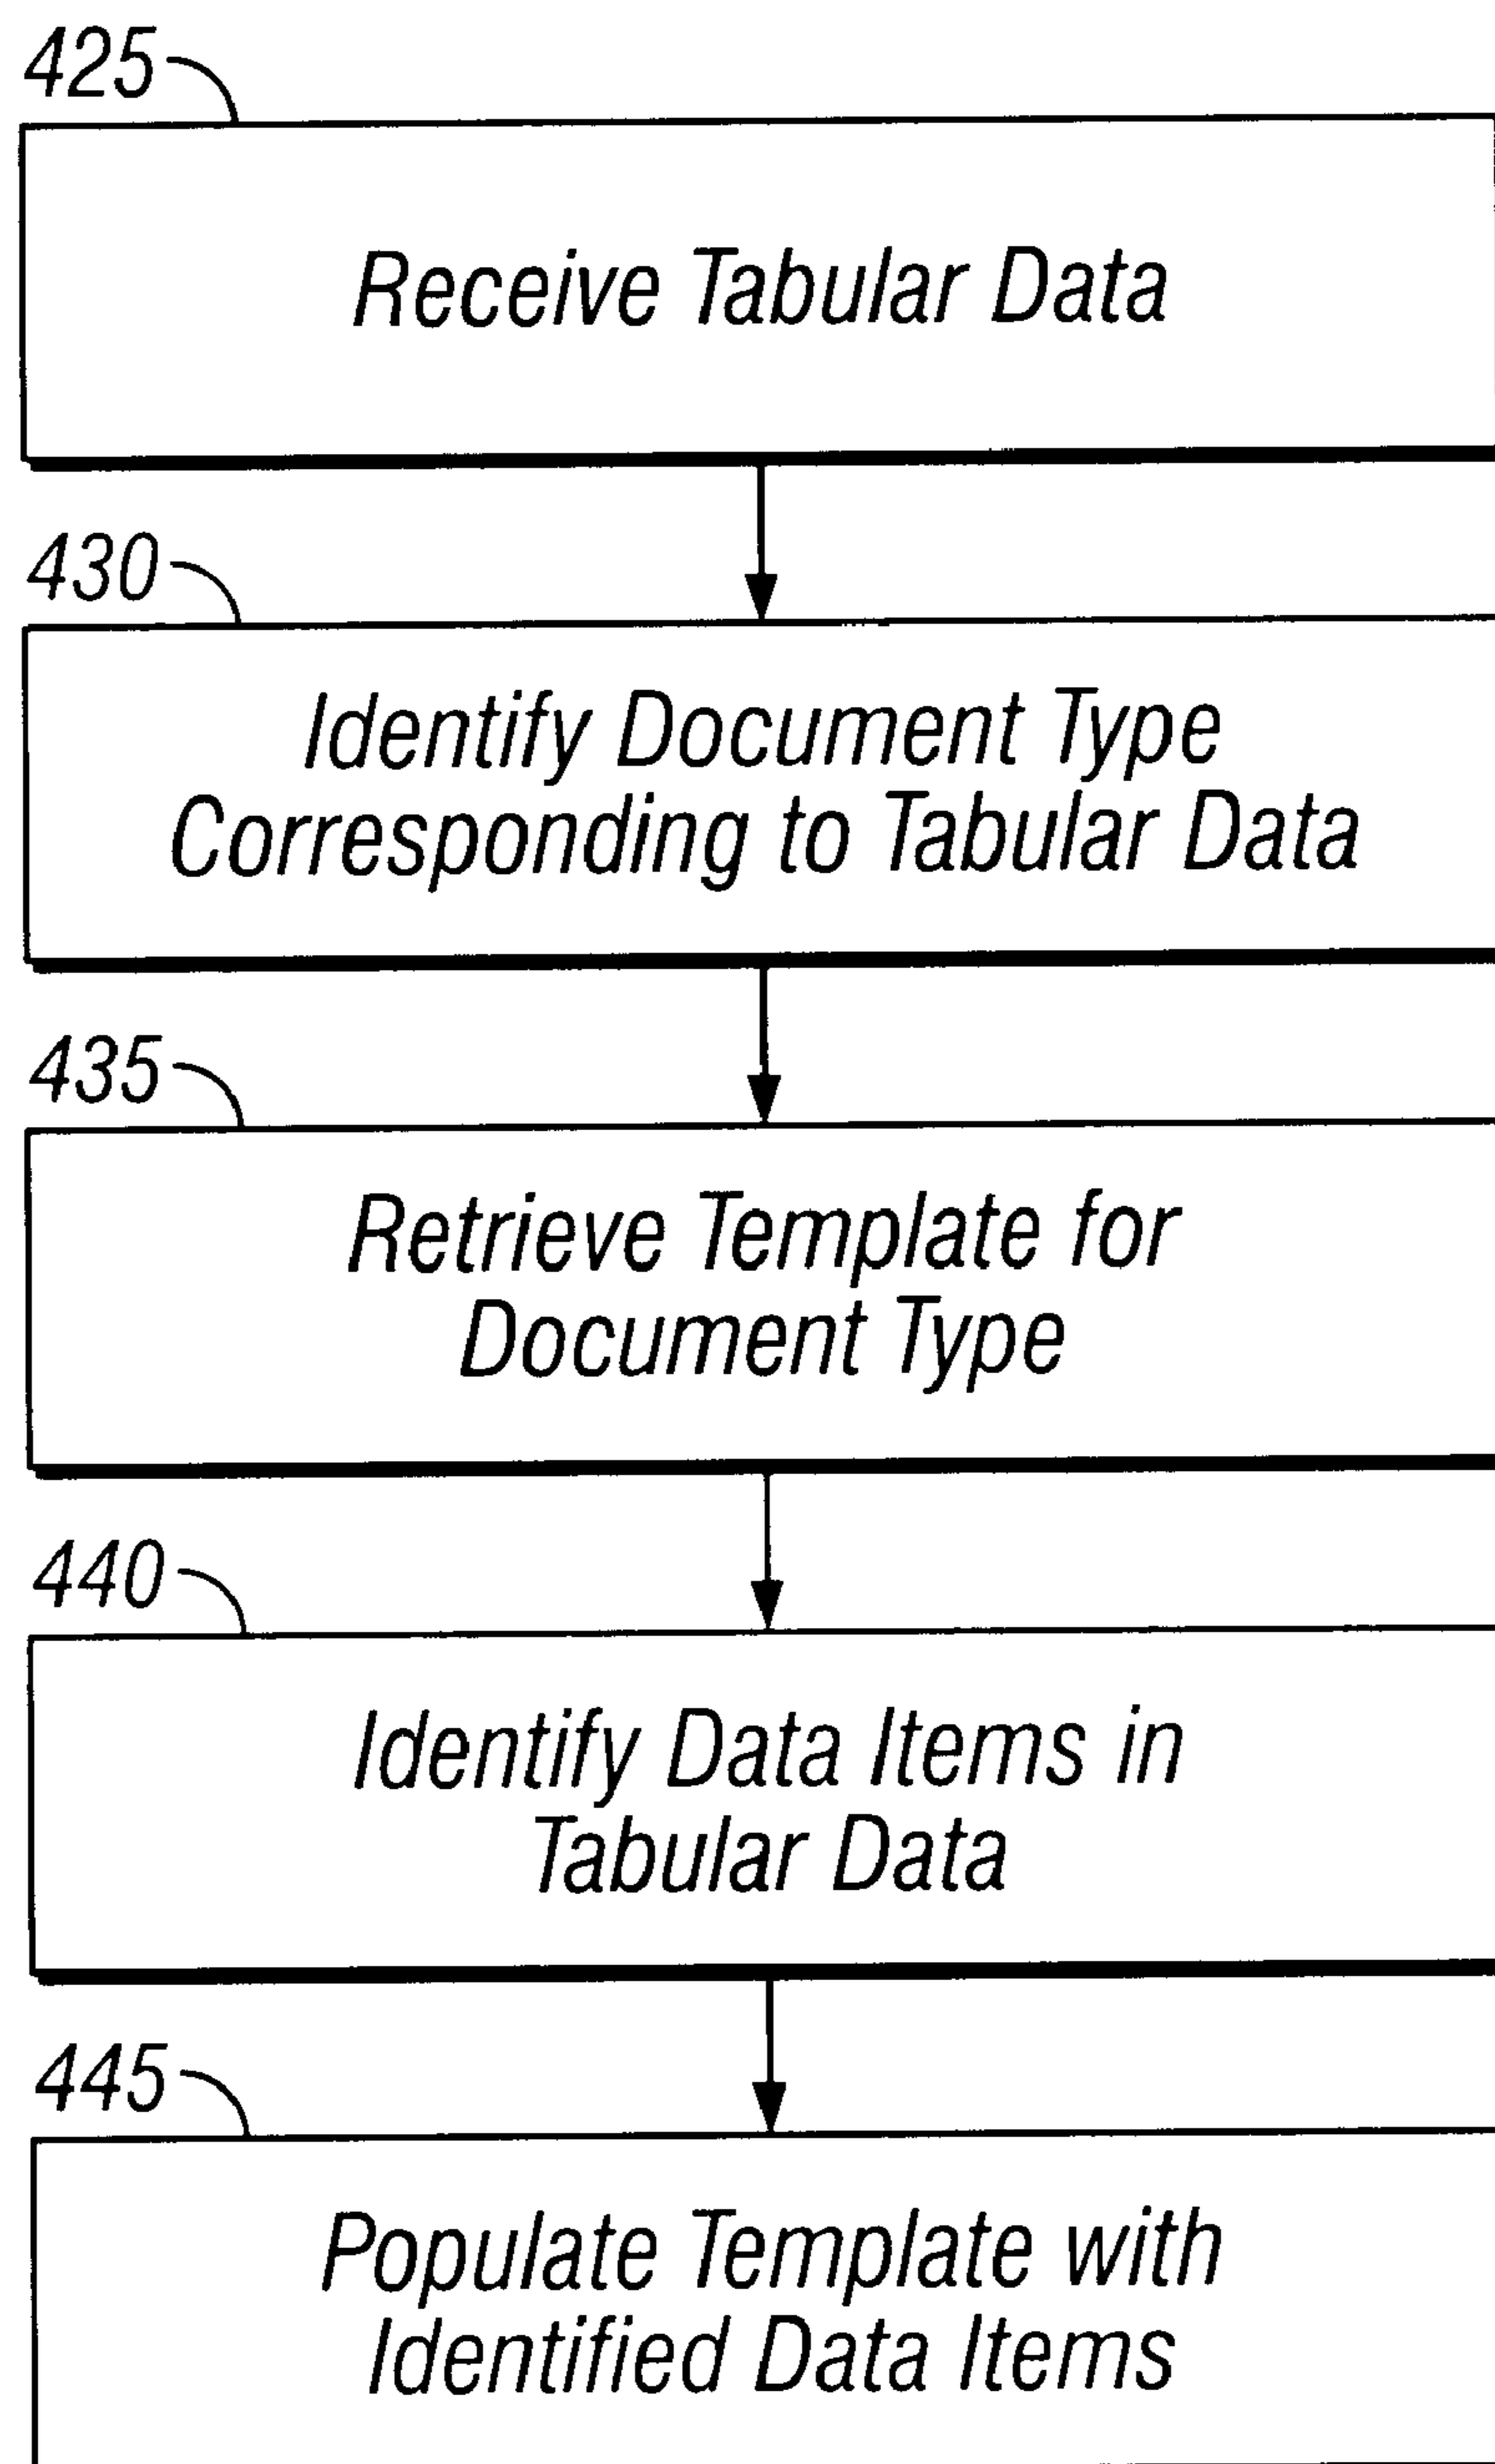 425
Receive Tabular Data
430
Identify Document Type
Corresponding to Tabular Data
435
Retrieve Template for
Document Type
440
Identify Data Items in
Tabular Data
445
Populate Template with
Identified Data Items